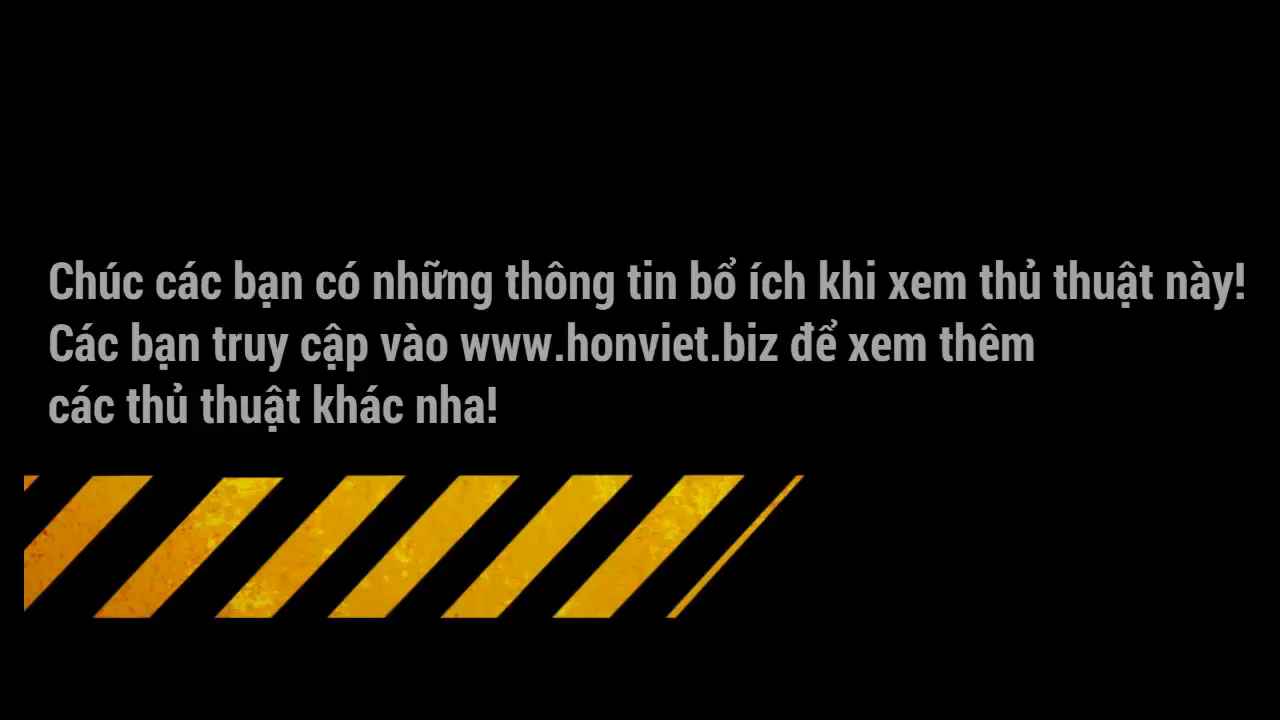 Chúc các bạn có những thông tin bổ ích khi xem thủ thuật này!
Các bạn truy cập vào www.honviet.biz để xem thêm
các thủ thuật khác nha!